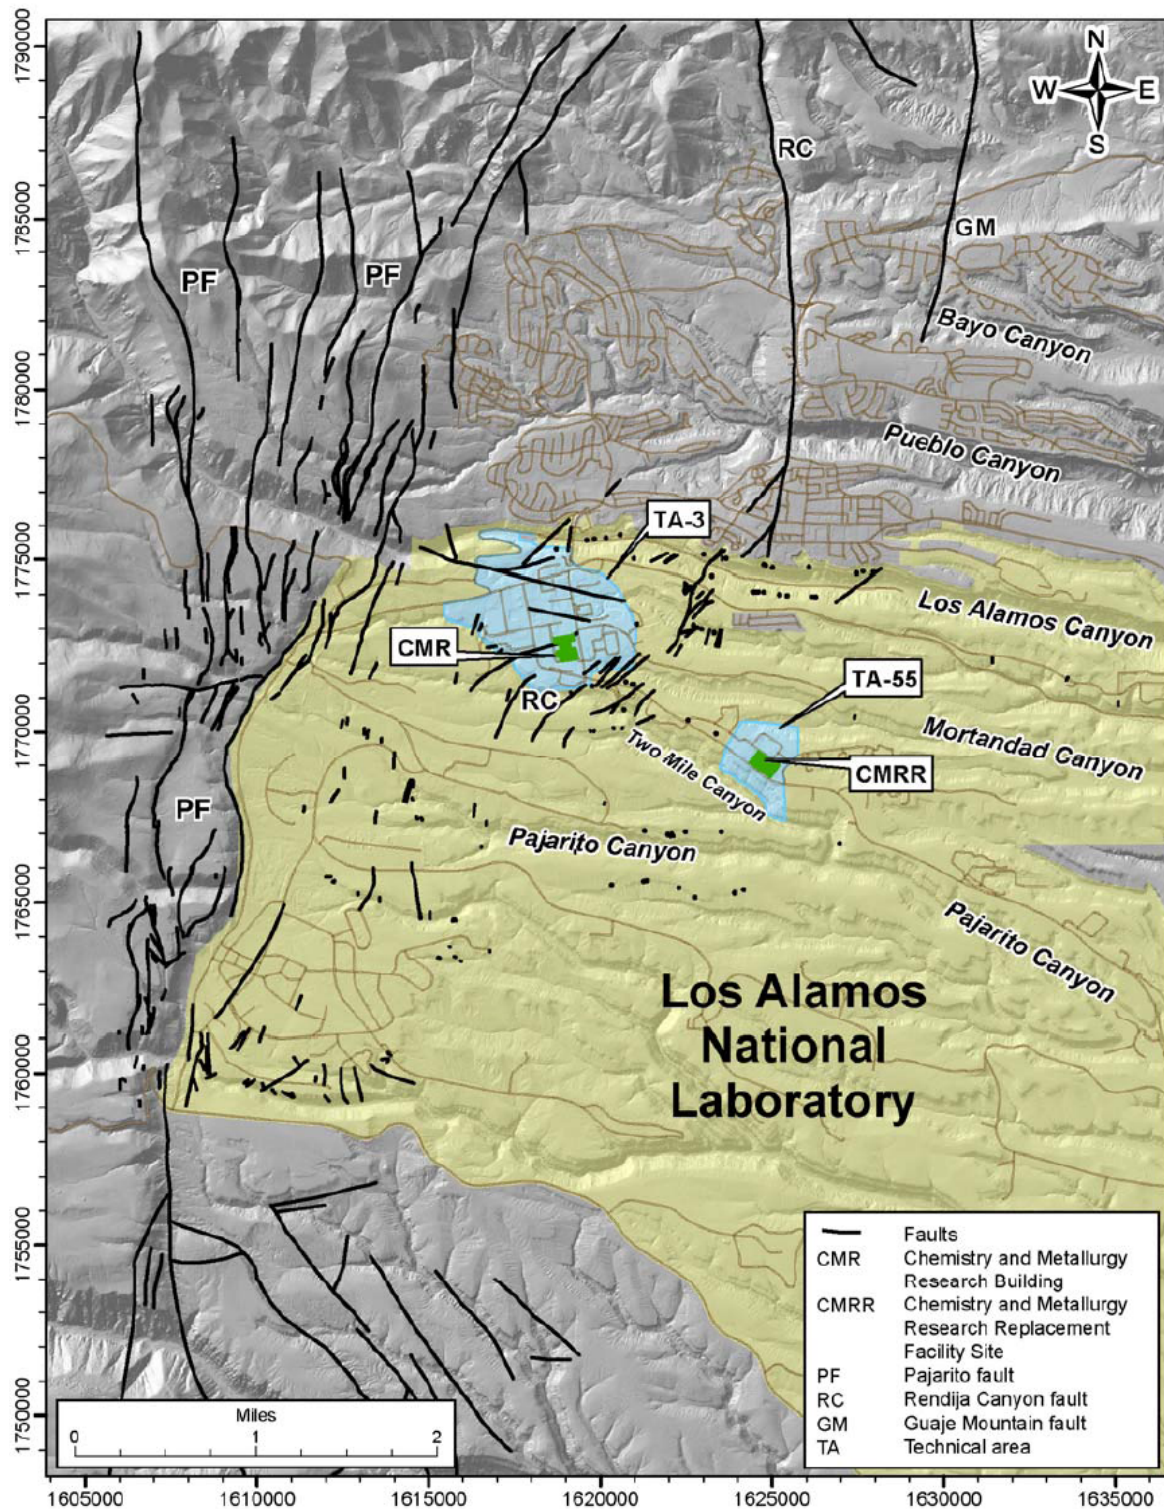 N
W E
S
RC
GM
PF
PF
Bayo Canyon
Pueblo Canyon
TA-3
Los Alamos Canyon
CMR
TA-55
RC
Mortandad Canyon
Two Mile Canyon
CMRR
PF
Pajarito Canyon
Pajarito Canyon
Los Alamos
National
Laboratory
Faults
CMR Chemistry and Metallurgy
Research Building
CMRR Chemistry and Metallurgy
Research Replacement
Facility Site
PF Pajarito fault
RC Rendija Canyon fault
GM Guaje Mountain fault
TA Technical area
Miles
0 1 2
1790000
1785000
1780000
1775000
1770000
1765000
1760000
1755000
1750000
1605000 1610000 1615000 1620000 1625000 1630000 1635000